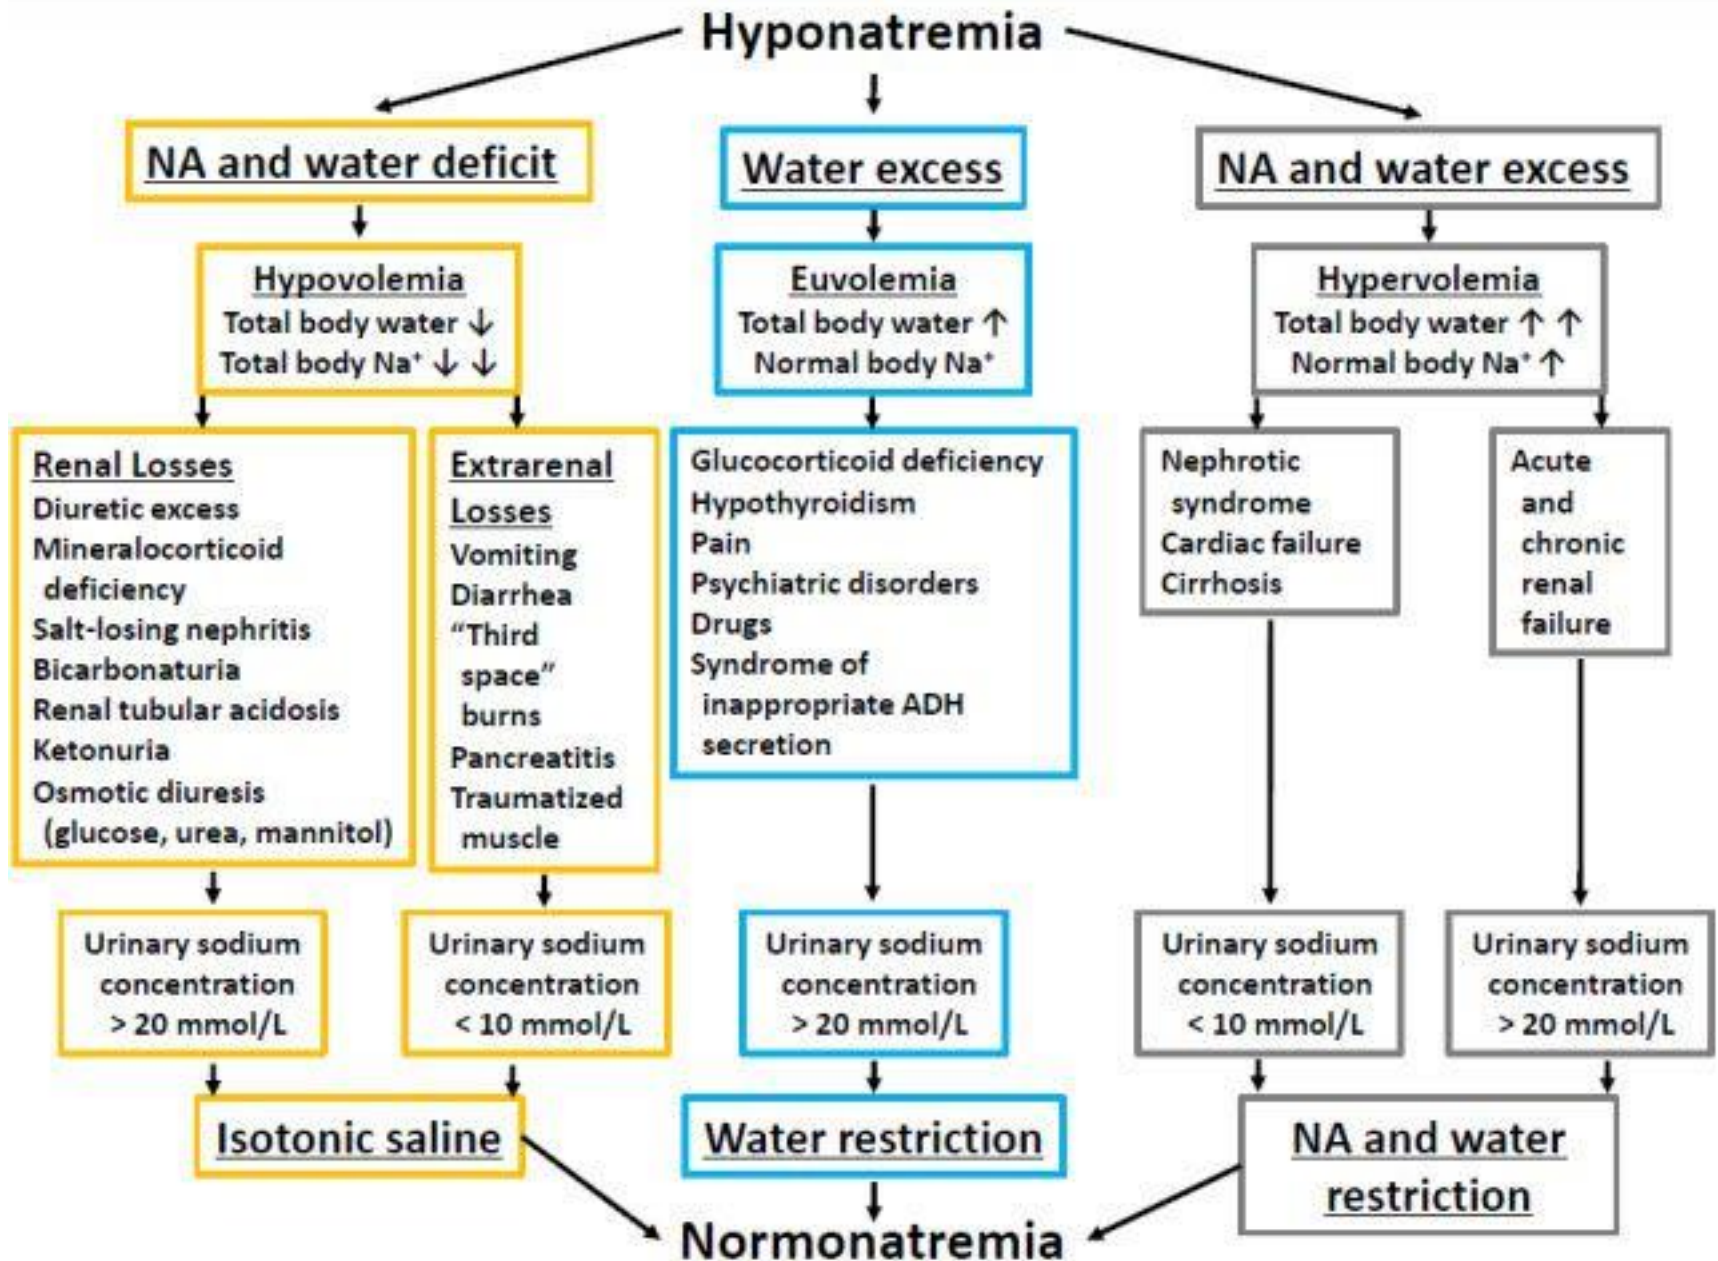 Hyponatremia
NA and water deficit
Water excess
NA and water excess
Hypovolemia
Total body water ↓
Total body Na⁺ ↓ ↓
Euvolemia
Total body water ↑
Normal body Na⁺
Hypervolemia
Total body water ↑ ↑
Normal body Na⁺ ↑
Renal Losses
Diuretic excess
Mineralocorticoid
deficiency
Salt-losing nephritis
Bicarbonaturia
Renal tubular acidosis
Ketonuria
Osmotic diuresis
(glucose, urea, mannitol)
Extrarenal
Losses
Vomiting
Diarrhea
“Third
space”
burns
Pancreatitis
Traumatized
muscle
Glucocorticoid deficiency
Hypothyroidism
Pain
Psychiatric disorders
Drugs
Syndrome of
inappropriate ADH
secretion
Nephrotic
syndrome
Cardiac failure
Cirrhosis
Acute
and
chronic
renal
failure
Urinary sodium
concentration
> 20 mmol/L
Urinary sodium
concentration
< 10 mmol/L
Urinary sodium
concentration
> 20 mmol/L
Urinary sodium
concentration
< 10 mmol/L
Urinary sodium
concentration
> 20 mmol/L
Isotonic saline
Water restriction
NA and water
restriction
Normonatremia